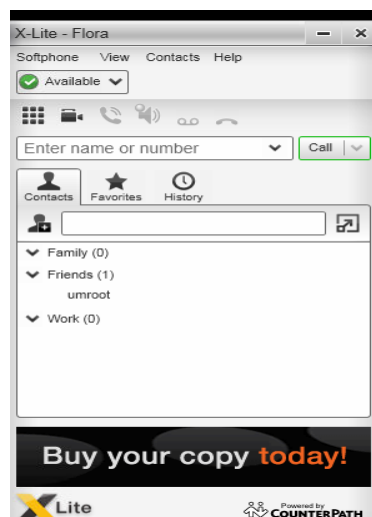 X-Lite - Flora
Softphone View Contacts Help
Available
Enter name or number Call
Contacts Favorites History
Family (0)
Friends (1)
umroot
Work (0)
Buy your copy today!
X Lite
Powered by
COUNTERPATH